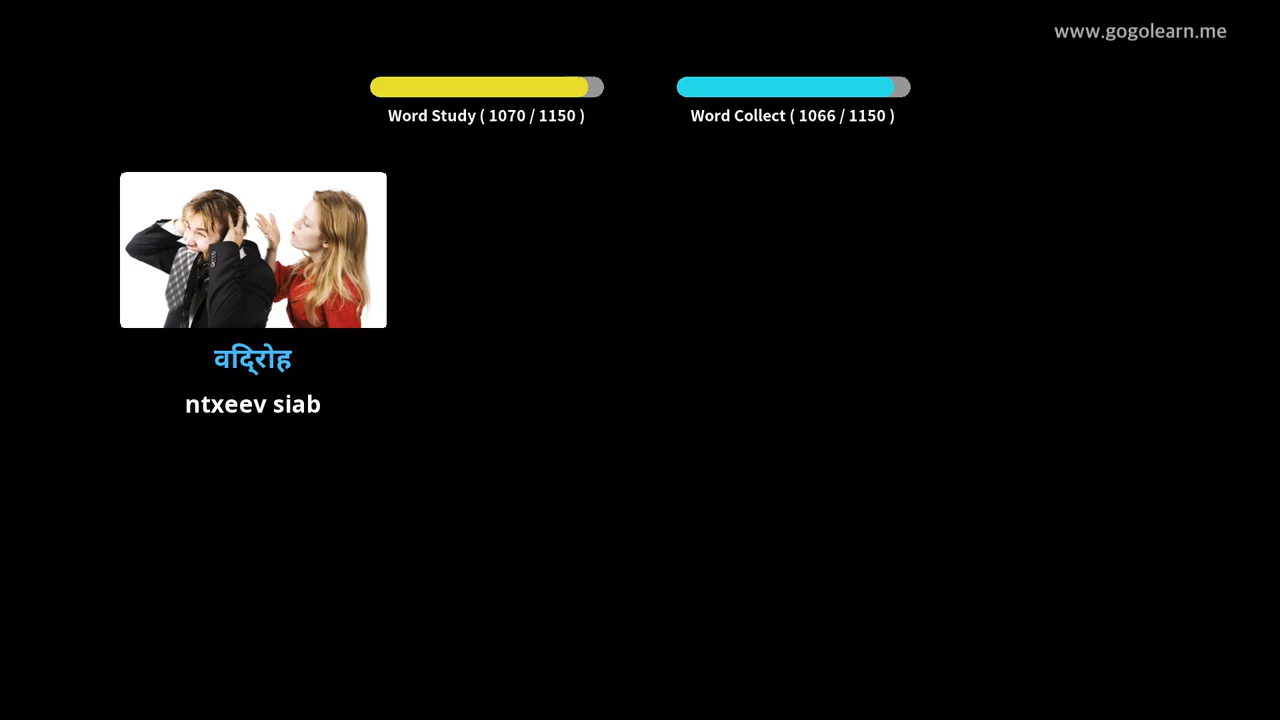 www.gogolearn.me
Word Study ( 1070 / 1150 )
Word Collect ( 1066 / 1150 )
विद्रोह
ntxeev siab